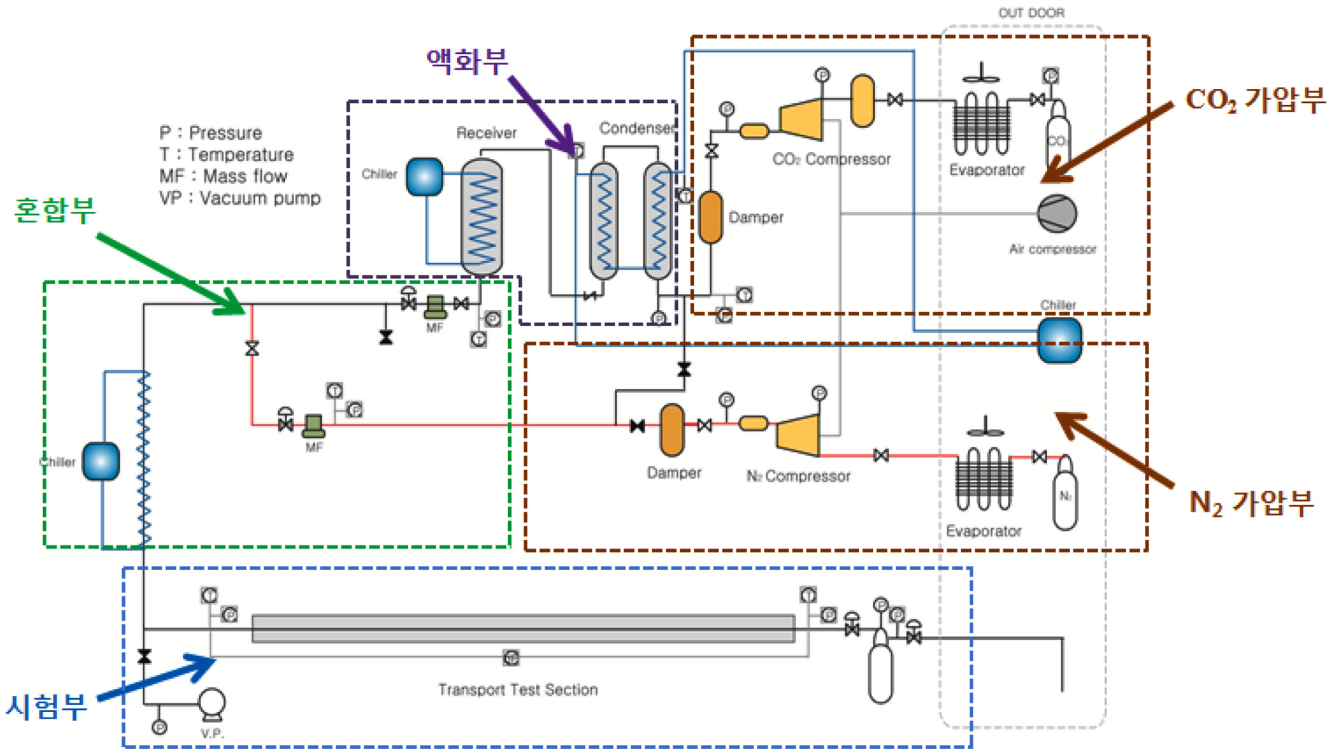 OUT DOOR
액화부
CO₂ 가압부
P : Pressure
T : Temperature
MF : Mass flow
VP : Vacuum pump
Receiver
Condenser
Chiller
T
T
P
P
P
CO₂ Compressor
Evaporator
CO₂
Damper
Air compressor
혼합부
MF
P
T
P
T
P
Chiller
T
P
MF
P
P
Damper
N₂ Compressor
Evaporator
N₂
N₂ 가압부
Chiller
T
P
T
P
P
P
Transport Test Section
시험부
P
V.P.